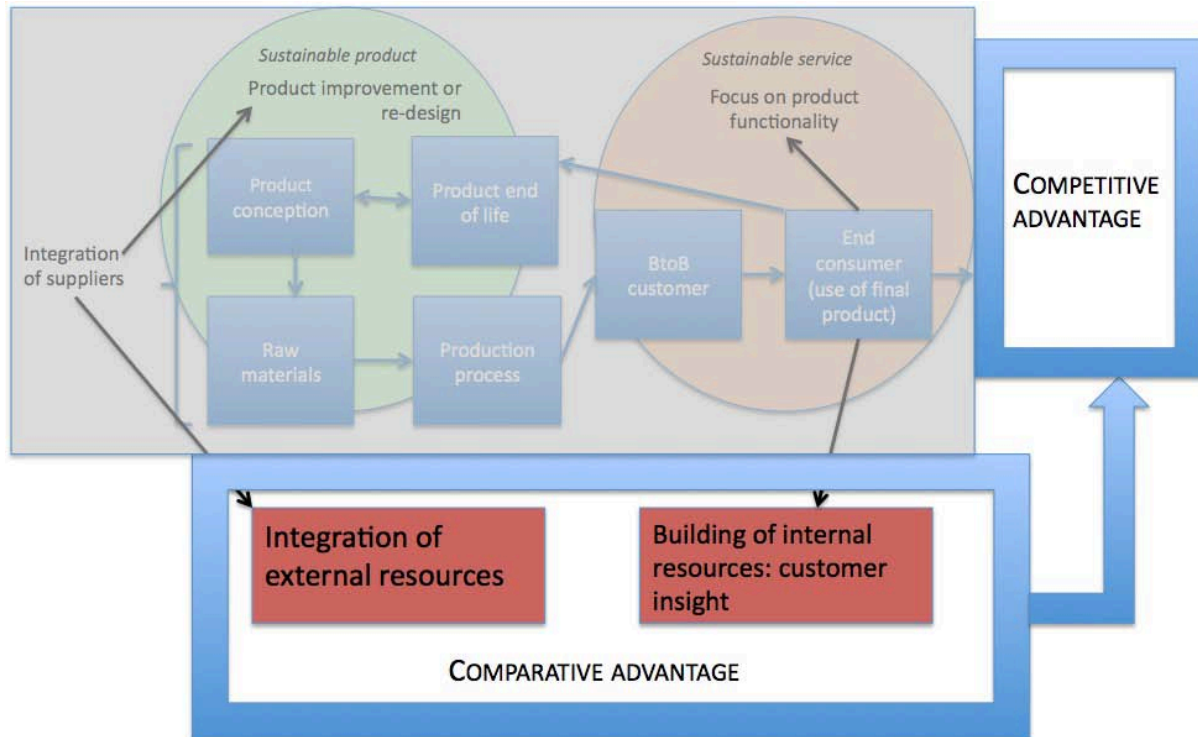 Sustainable product
Product improvement or
re-design
Sustainable service
Focus on product
functionality
Product
conception
Product end
of life
Integration
of suppliers
BtoB
customer
End
consumer
(use of final
product)
Raw
materials
Production
process
COMPETITIVE
ADVANTAGE
Integration of
external resources
Building of internal
resources: customer
insight
COMPARATIVE ADVANTAGE